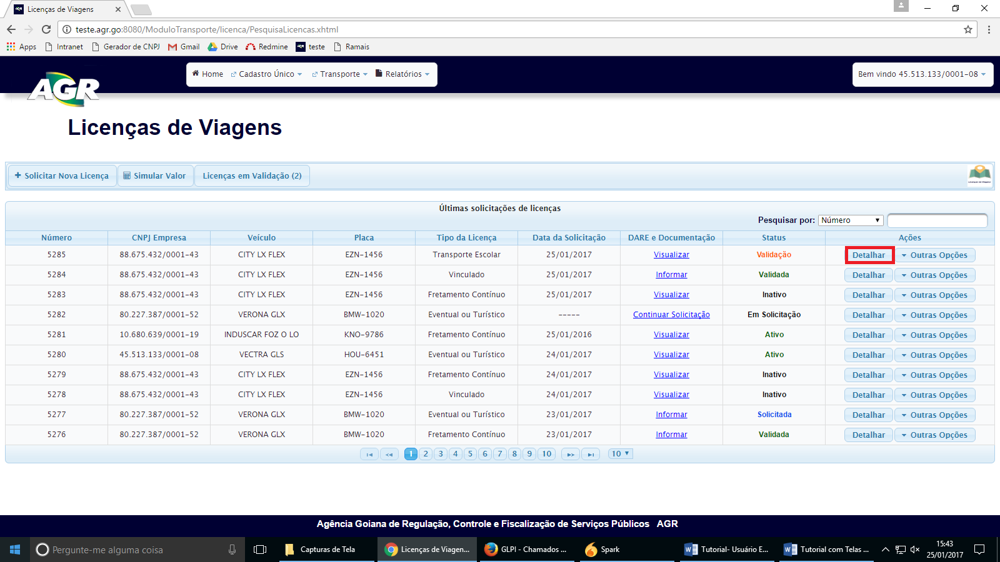 Licenças de Viagens
teste.agr.go:8080/ModuloTransporte/licenca/PesquisaLicencas.xhtml
Apps Intranet Gerador de CNPJ Gmail Drive Redmine teste Ramais
AGR
Home Cadastro Único Transporte Relatórios
Bem vindo 45.513.133/0001-08
Licenças de Viagens
Solicitar Nova Licença Simular Valor Licenças em Validação (2)
Últimas solicitações de licenças
Pesquisar por: Número
Número CNPJ Empresa Veículo Placa Tipo da Licença Data da Solicitação DARE e Documentação Status Ações
5285 88.675.432/0001-43 CITY LX FLEX EZN-1456 Transporte Escolar 25/01/2017 Visualizar Validação Detalhar Outras Opções
5284 88.675.432/0001-43 CITY LX FLEX EZN-1456 Vinculado 25/01/2017 Informar Validada Detalhar Outras Opções
5283 88.675.432/0001-43 CITY LX FLEX EZN-1456 Fretamento Contínuo 25/01/2017 Visualizar Inativo Detalhar Outras Opções
5282 80.227.387/0001-52 VERONA GLX BMW-1020 Eventual ou Turístico ----- Continuar Solicitação Em Solicitação Detalhar Outras Opções
5281 10.680.639/0001-19 INDUSCAR FOZ O LO KNO-9786 Fretamento Contínuo 25/01/2016 Visualizar Ativo Detalhar Outras Opções
5280 45.513.133/0001-08 VECTRA GLS HOU-6451 Eventual ou Turístico 24/01/2017 Visualizar Ativo Detalhar Outras Opções
5279 88.675.432/0001-43 CITY LX FLEX EZN-1456 Fretamento Contínuo 24/01/2017 Visualizar Inativo Detalhar Outras Opções
5278 88.675.432/0001-43 CITY LX FLEX EZN-1456 Vinculado 24/01/2017 Visualizar Inativo Detalhar Outras Opções
5277 80.227.387/0001-52 VERONA GLX BMW-1020 Eventual ou Turístico 23/01/2017 Informar Solicitada Detalhar Outras Opções
5276 80.227.387/0001-52 VERONA GLX BMW-1020 Fretamento Contínuo 23/01/2017 Informar Validada Detalhar Outras Opções
1 2 3 4 5 6 7 8 9 10 10
Agência Goiana de Regulação, Controle e Fiscalização de Serviços Públicos AGR
Pergunte-me alguma coisa Capturas de Tela Licenças de Viagen... GLPI - Chamados ... Spark Tutorial- Usuário E... Tutorial com Telas ... 15:43
25/01/2017